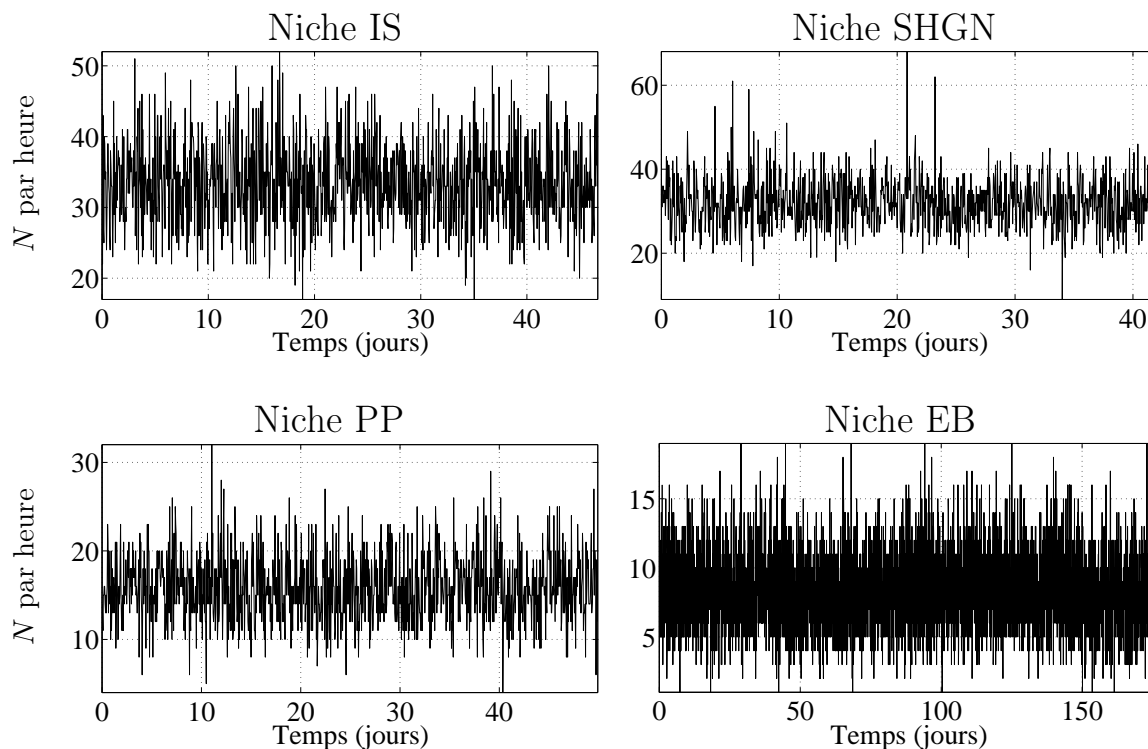 Niche IS
N par heure
50
40
30
20
0 10 20 30 40
Temps (jours)
Niche SHGN
60
40
20
0 10 20 30 40
Temps (jours)
Niche PP
N par heure
30
20
10
0 10 20 30 40
Temps (jours)
Niche EB
15
10
5
0 50 100 150
Temps (jours)